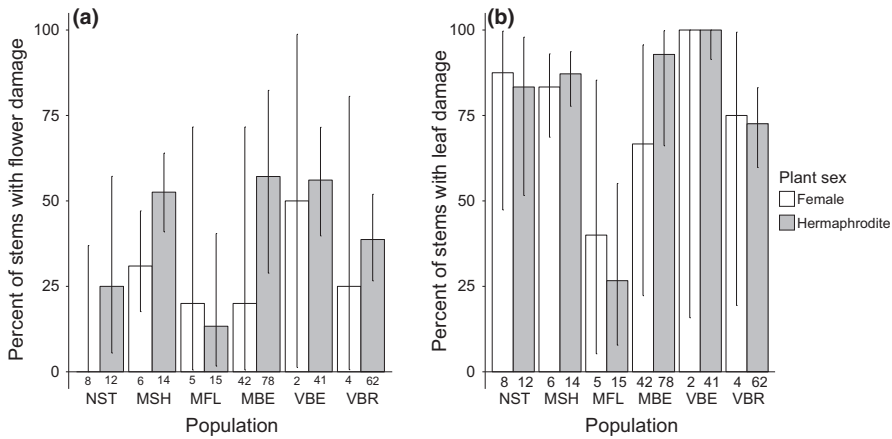 (a)
Percent of stems with flower damage
100
75
50
25
0
8 12 6 14 5 15 42 78 2 41 4 62
NST MSH MFL MBE VBE VBR
Population
(b)
Percent of stems with leaf damage
100
75
50
25
0
8 12 6 14 5 15 42 78 2 41 4 62
NST MSH MFL MBE VBE VBR
Population
Plant sex
Female
Hermaphrodite